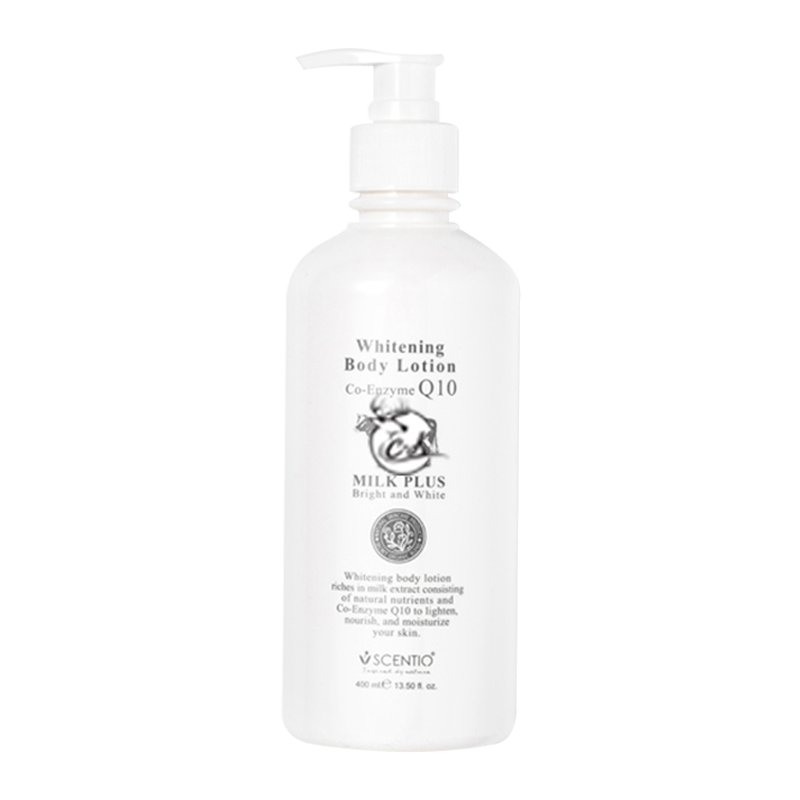 Whitening
Body Lotion
Co-Enzyme Q10
MILK PLUS
Bright and White
Whitening body lotion
riches in milk extract consisting
of natural nutrients and
Co-Enzyme Q10 to lighten,
nourish, and moisturize
your skin.
SCENTIO®
400 ml ℮ 13.50 fl. oz.